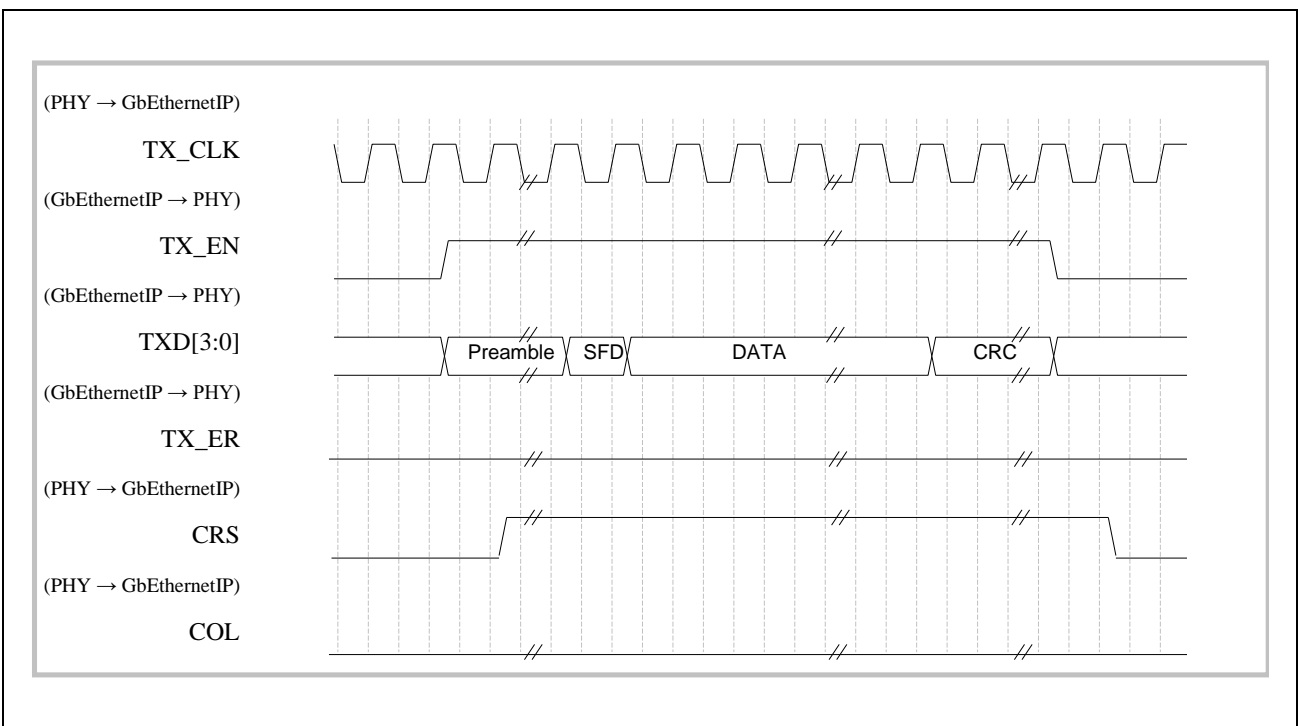 (PHY → GbEthernetIP)
TX_CLK
(GbEthernetIP → PHY)
TX_EN
(GbEthernetIP → PHY)
TXD[3:0]
Preamble SFD DATA CRC
(GbEthernetIP → PHY)
TX_ER
(PHY → GbEthernetIP)
CRS
(PHY → GbEthernetIP)
COL